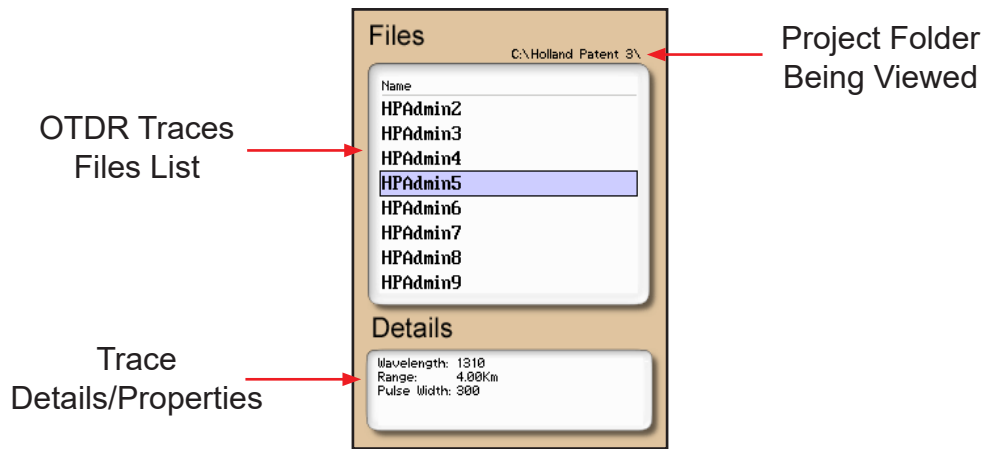 Files
C:\Holland Patent 3\
Project Folder
Being Viewed
Name
HPAdmin2
HPAdmin3
HPAdmin4
HPAdmin5
HPAdmin6
HPAdmin7
HPAdmin8
HPAdmin9
OTDR Traces
Files List
Details
Wavelength: 1310
Range: 4.00Km
Pulse Width: 300
Trace
Details/Properties